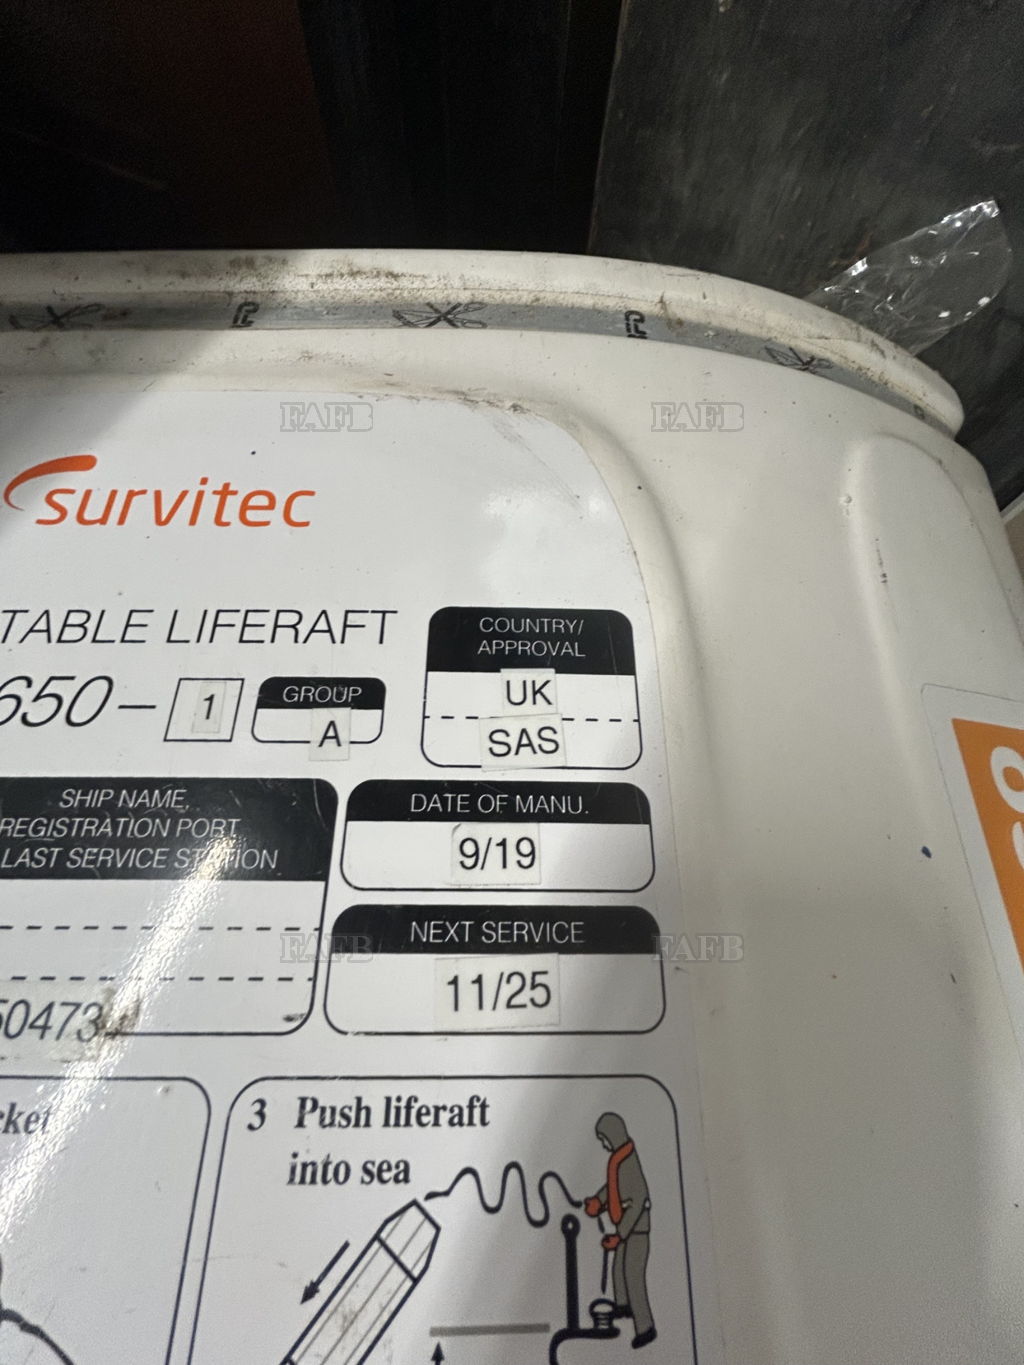 FAFB FAFB
survitec
TABLE LIFERAFT
650- 1
GROUP
A
COUNTRY/
APPROVAL
UK
SAS
SHIP NAME,
REGISTRATION PORT
LAST SERVICE STATION
DATE OF MANU.
9/19
NEXT SERVICE
11/25
FAFB FAFB
50473
cket
3 Push liferaft
into sea